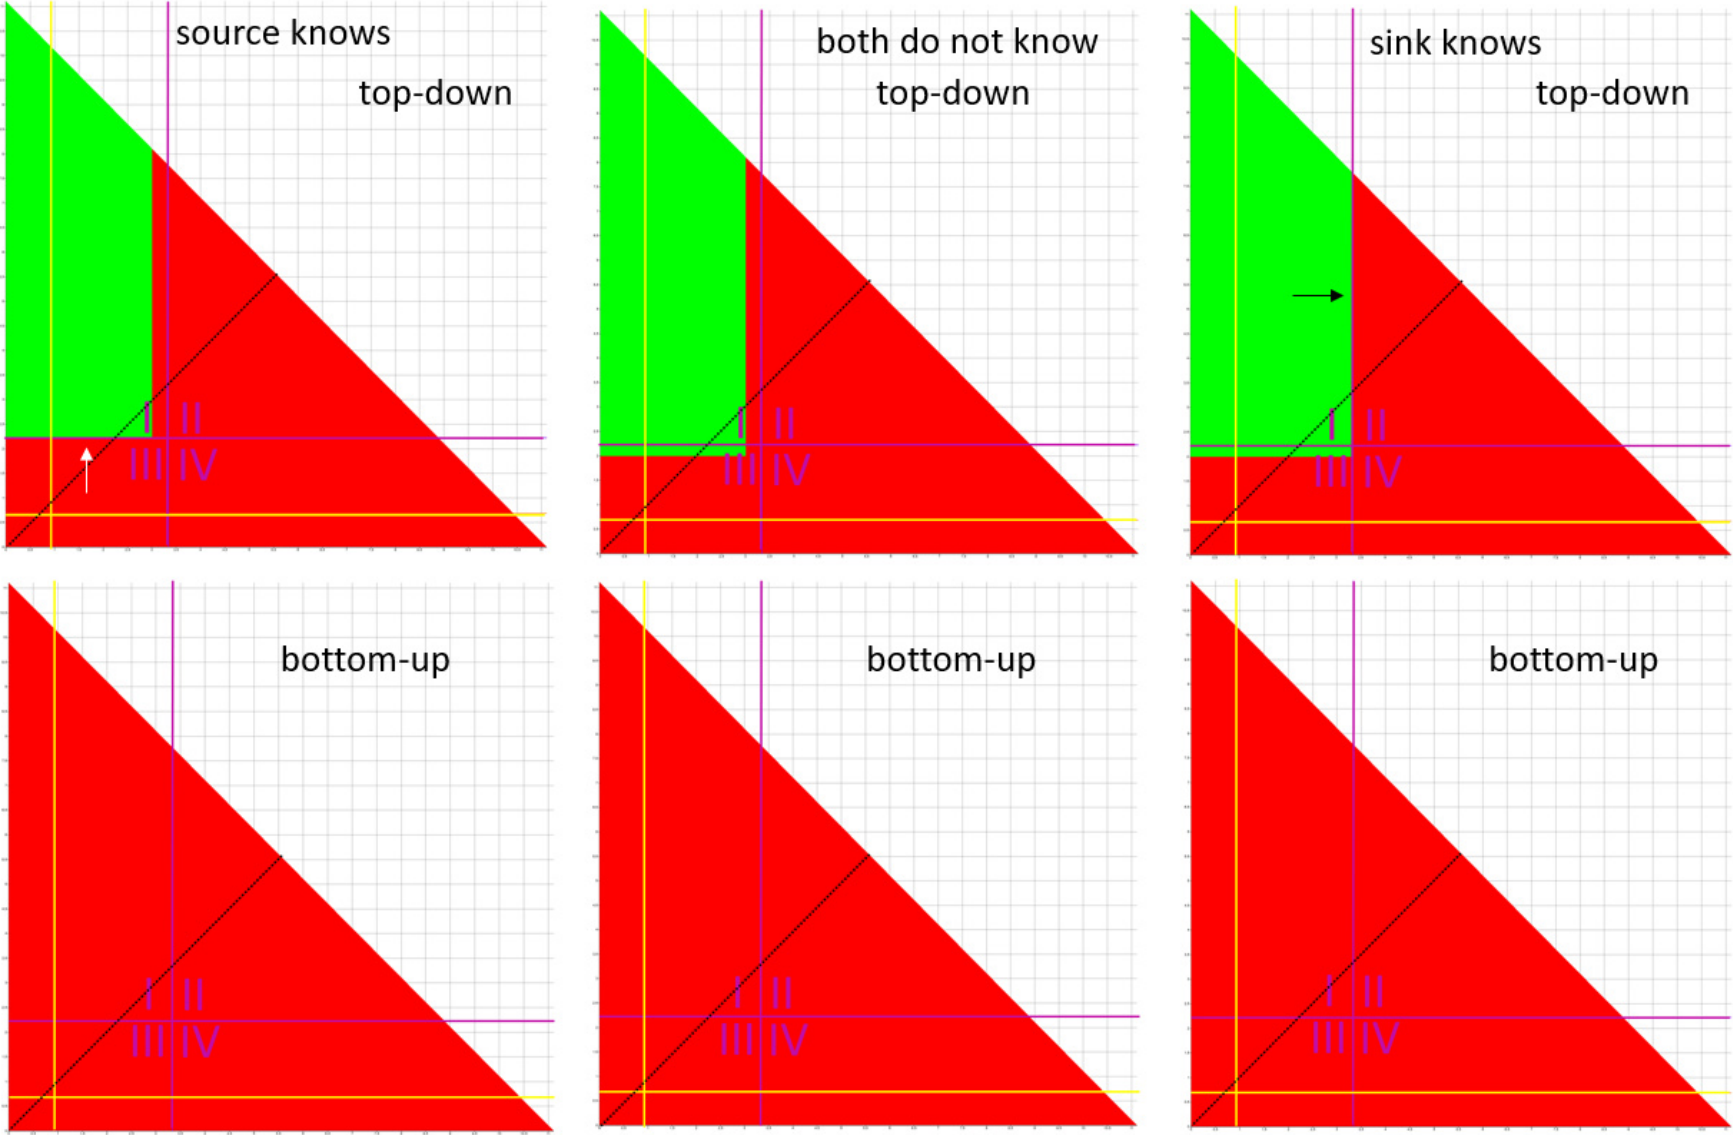 source knows
top-down
both do not know
top-down
sink knows
top-down
I II
III IV
I II
III IV
I II
III IV
bottom-up
bottom-up
bottom-up
I II
III IV
I II
III IV
I II
III IV